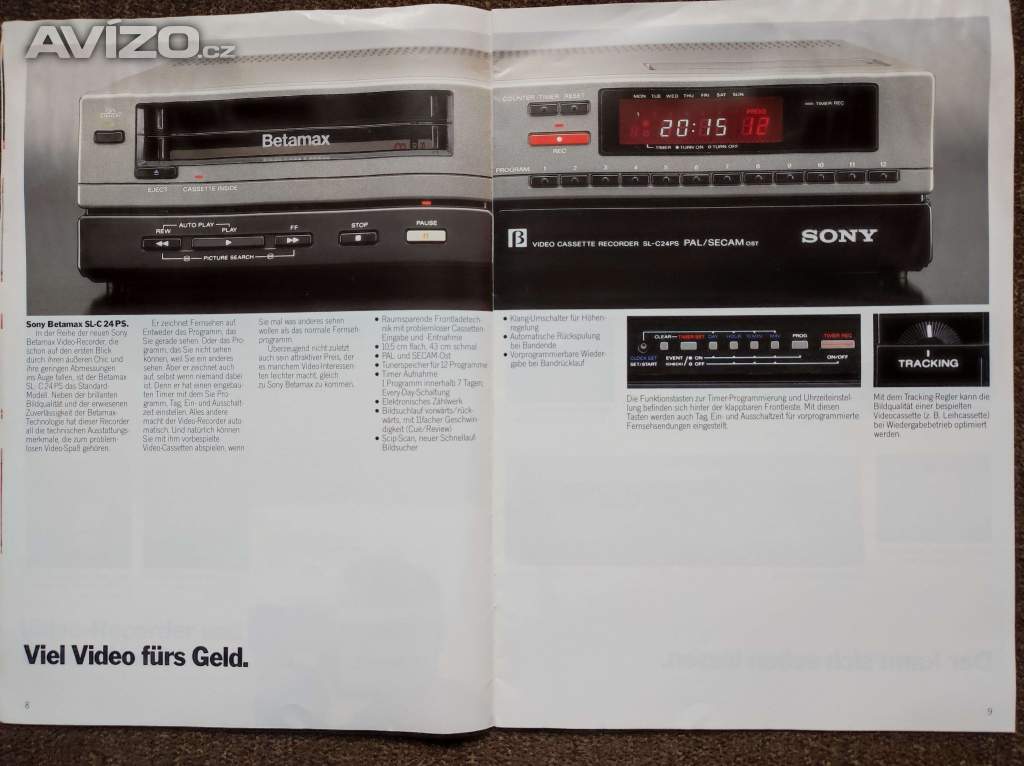 AVÍZO.cz
Betamax
EJECT
CASSETTE INSIDE
AUTO PLAY
REW
PLAY
FF
STOP
PAUSE
PICTURE SEARCH
COUNTER TIMER RESET
REC
MON TUE WED THU FRI SAT SUN
PROG
20:15 12
TIMER REC
TIMER TURN ON TURN OFF
PROGRAM 1 2 3 4 5 6 7 8 9 10 11 12
β VIDEO CASSETTE RECORDER SL-C24PS PAL/SECAM OST
SONY
Sony Betamax SL-C 24 PS.
In der Reihe der neuen Sony
Betamax Video-Recorder, die
schon auf den ersten Blick
durch ihren äußeren Chic und
ihre geringen Abmessungen
ins Auge fallen, ist der Betamax
SL-C 24 PS das Standard-
Modell. Neben der brillanten
Bildqualität und der erwiesenen
Zuverlässigkeit der Betamax-
Technologie hat dieser Recorder
all die technischen Ausstattungs-
merkmale, die zum problem-
losen Video-Spaß gehören.
Er zeichnet Fernsehen auf.
Entweder das Programm, das
Sie gerade sehen. Oder das Pro-
gramm, das Sie nicht sehen
können, weil Sie ein anderes
sehen. Aber er zeichnet auch
auf, selbst wenn niemand dabei
ist. Denn er hat einen eingebau-
ten Timer mit dem Sie Pro-
gramm, Tag, Ein- und Ausschalt-
zeit einstellen. Alles andere
macht der Video-Recorder auto-
matisch. Und natürlich können
Sie mit ihm vorbespielte
Video-Cassetten abspielen, wenn
Sie mal was anderes sehen
wollen als das normale Fernseh-
programm.
Überzeugend nicht zuletzt
auch sein attraktiver Preis, der
es manchem Video-Interessen-
ten leichter macht, gleich
zu Sony Betamax zu kommen.
• Raumsparende Frontladetech-
nik mit problemloser Cassetten-
Eingabe und -Entnahme
• 10,5 cm flach, 43 cm schmal
• PAL und SECAM-Ost
• Tunerspeicher für 12 Programme
• Timer Aufnahme
1 Programm innerhalb 7 Tagen;
Every-Day-Schaltung
• Elektronisches Zählwerk
• Bildsuchlauf vorwärts/rück-
wärts, mit 11facher Geschwin-
digkeit (Cue/Review)
• Scip Scan, neuer Schnellauf
Bildsucher
• Klang-Umschalter für Höhen-
regelung
• Automatische Rückspulung
bei Bandende
• Vorprogrammierbare Wieder-
gabe bei Bandrücklauf
CLEAR TIMER SET DAY HOUR MIN PROG TIMER REC
CLOCK SET
SET/START
EVENT ON
(CHECK) OFF
ON/OFF
TRACKING
Die Funktionstasten zur Timer-Programmierung und Uhrzeiteinstel-
lung befinden sich hinter der klappbaren Frontleiste. Mit diesen
Tasten werden auch Tag, Ein- und Ausschaltzeit für vorprogrammierte
Fernsehsendungen eingestellt.
Mit dem Tracking-Regler kann die
Bildqualität einer bespielten
Videocassette (z. B. Leihcassette)
bei Wiedergabebetrieb optimiert
werden.
Viel Video fürs Geld.
8
9